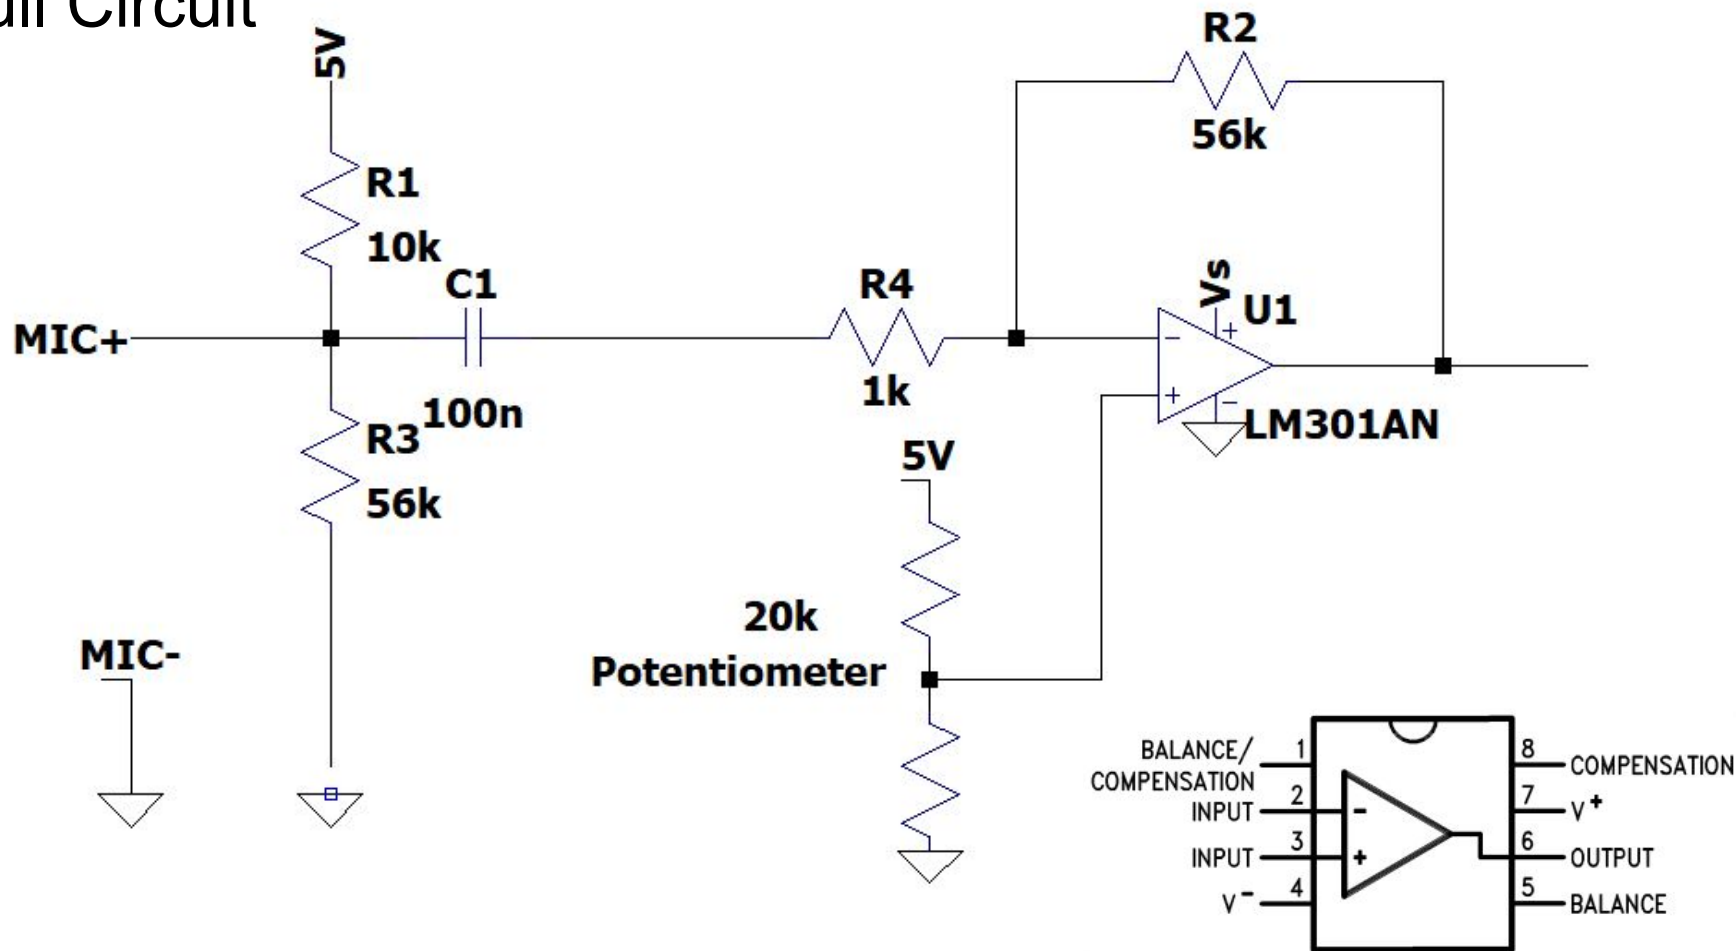 Circuit
5V
R1
10k
MIC+
C1
100n
R3
56k
MIC-
R4
1k
R2
56k
Vs
U1
+
-
-
+
LM301AN
5V
20k
Potentiometer
BALANCE/
COMPENSATION
1
INPUT
2
INPUT
3
V-
4
-
+
8
COMPENSATION
7
V+
6
OUTPUT
5
BALANCE